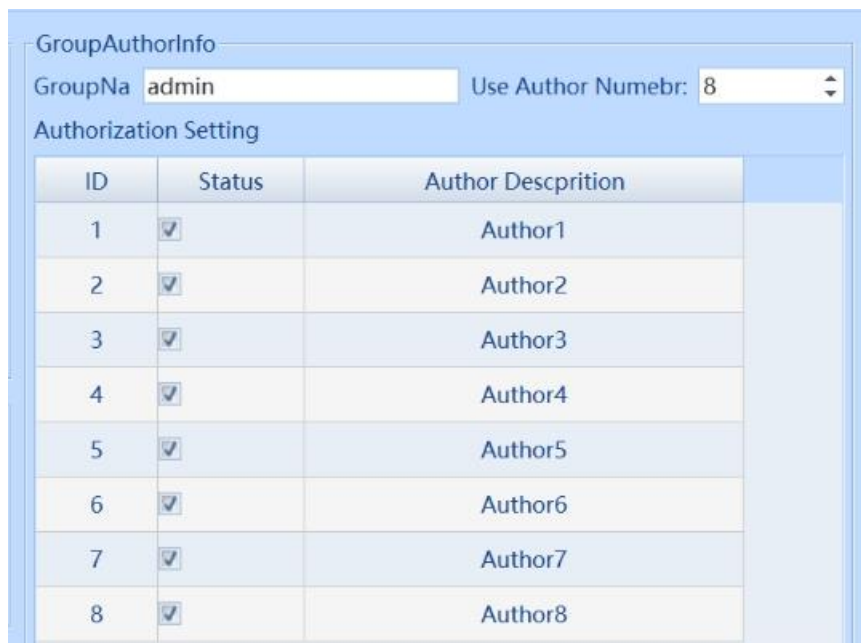 GroupAuthorInfo
GroupNa admin Use Author Numebr: 8
Authorization Setting
ID Status Author Descprition
1 Author1
2 Author2
3 Author3
4 Author4
5 Author5
6 Author6
7 Author7
8 Author8